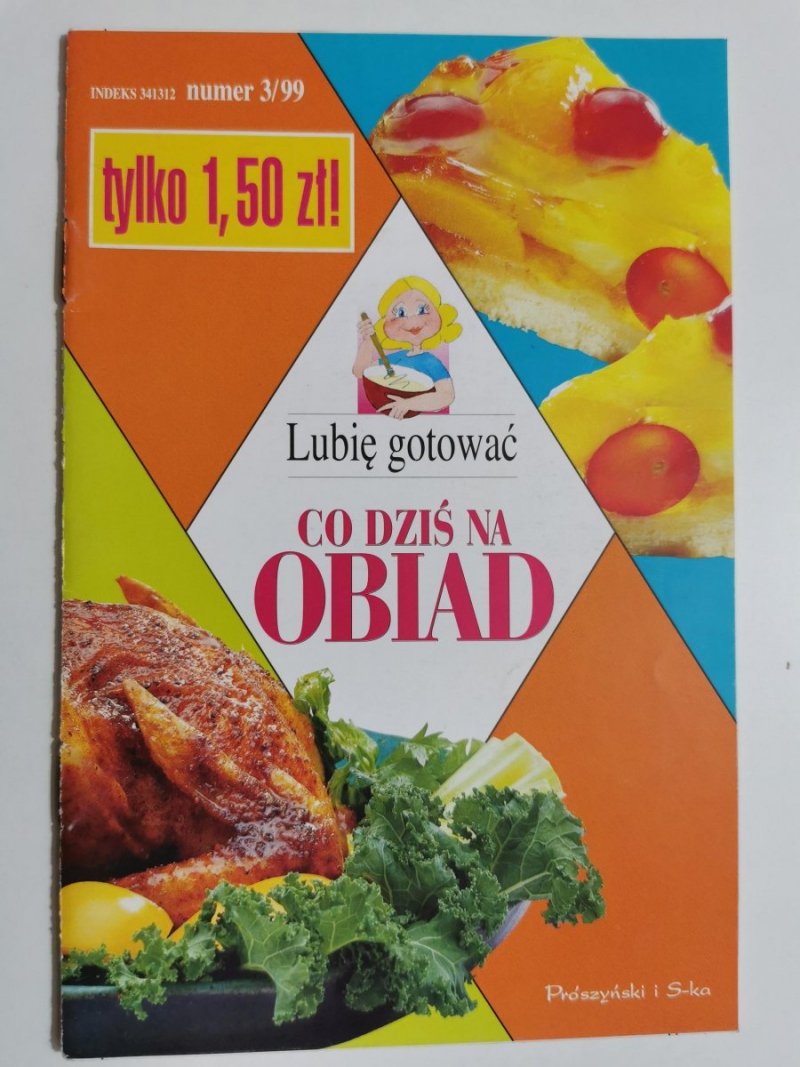 INDEKS 341312 numer 3/99
tylko 1,50 zł!
Lubię gotować
CO DZIŚ NA
OBIAD
Prószyński i S-ka